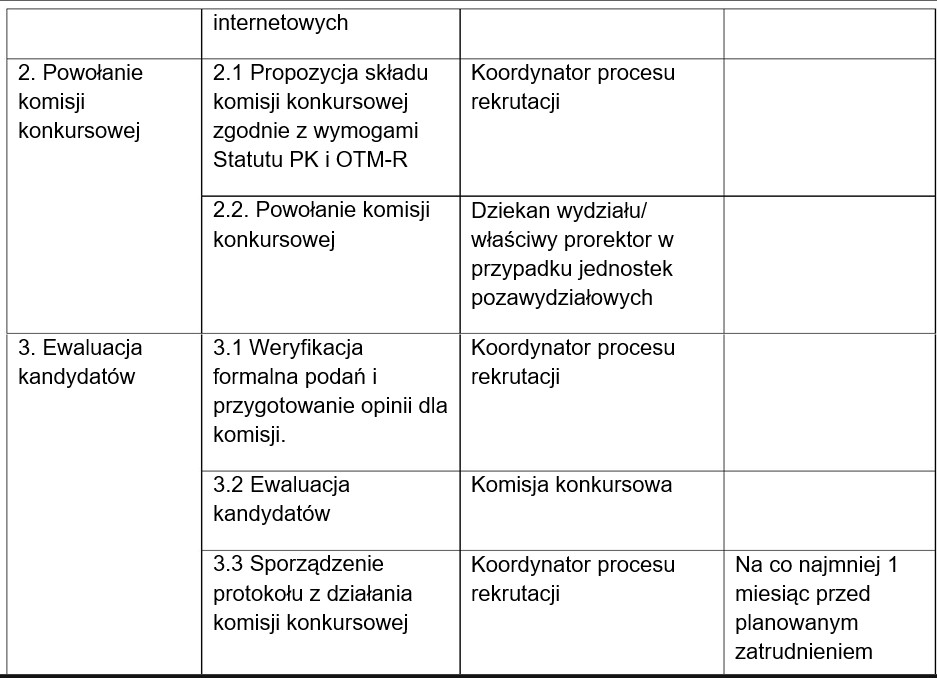 internetowych
2. Powołanie
komisji
konkursowej
2.1 Propozycja składu
komisji konkursowej
zgodnie z wymogami
Statutu PK i OTM-R
Koordynator procesu
rekrutacji
2.2. Powołanie komisji
konkursowej
Dziekan wydziału/
właściwy prorektor w
przypadku jednostek
pozawydziałowych
3. Ewaluacja
kandydatów
3.1 Weryfikacja
formalna podań i
przygotowanie opinii dla
komisji.
Koordynator procesu
rekrutacji
3.2 Ewaluacja
kandydatów
Komisja konkursowa
3.3 Sporządzenie
protokołu z działania
komisji konkursowej
Koordynator procesu
rekrutacji
Na co najmniej 1
miesiąc przed
planowanym
zatrudnieniem